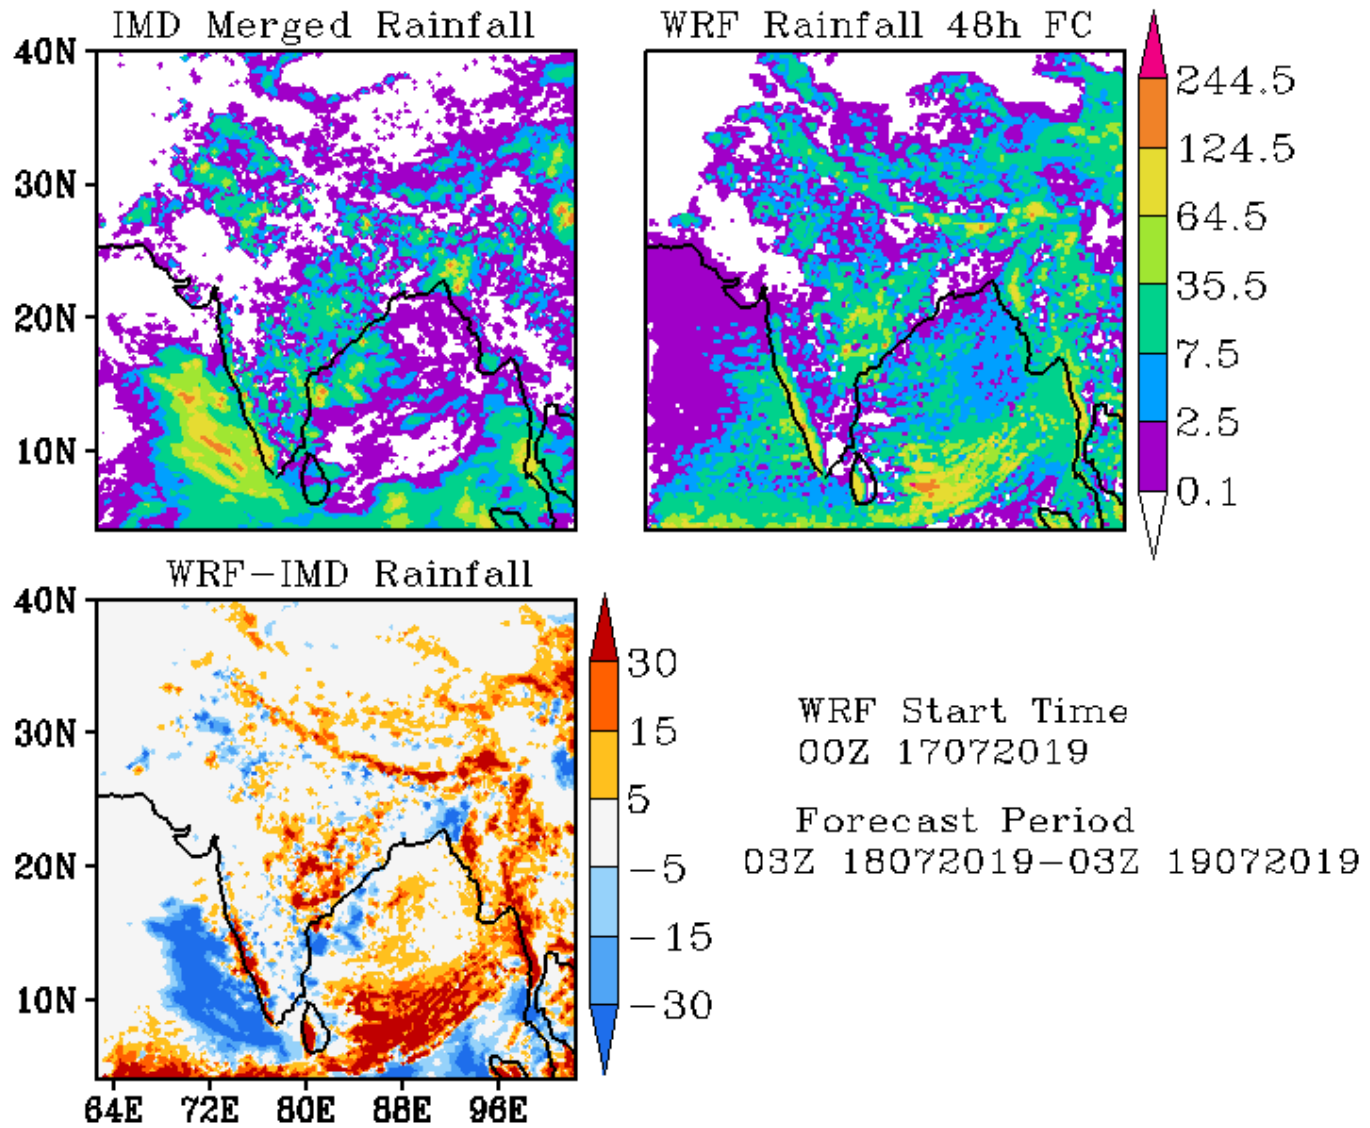 IMD Merged Rainfall
WRF Rainfall 48h FC
40N
30N
20N
10N
244.5
124.5
64.5
35.5
7.5
2.5
0.1
WRF-IMD Rainfall
40N
30N
20N
10N
64E 72E 80E 88E 96E
30
15
5
-5
-15
-30
WRF Start Time
00Z 17072019
Forecast Period
03Z 18072019-03Z 19072019